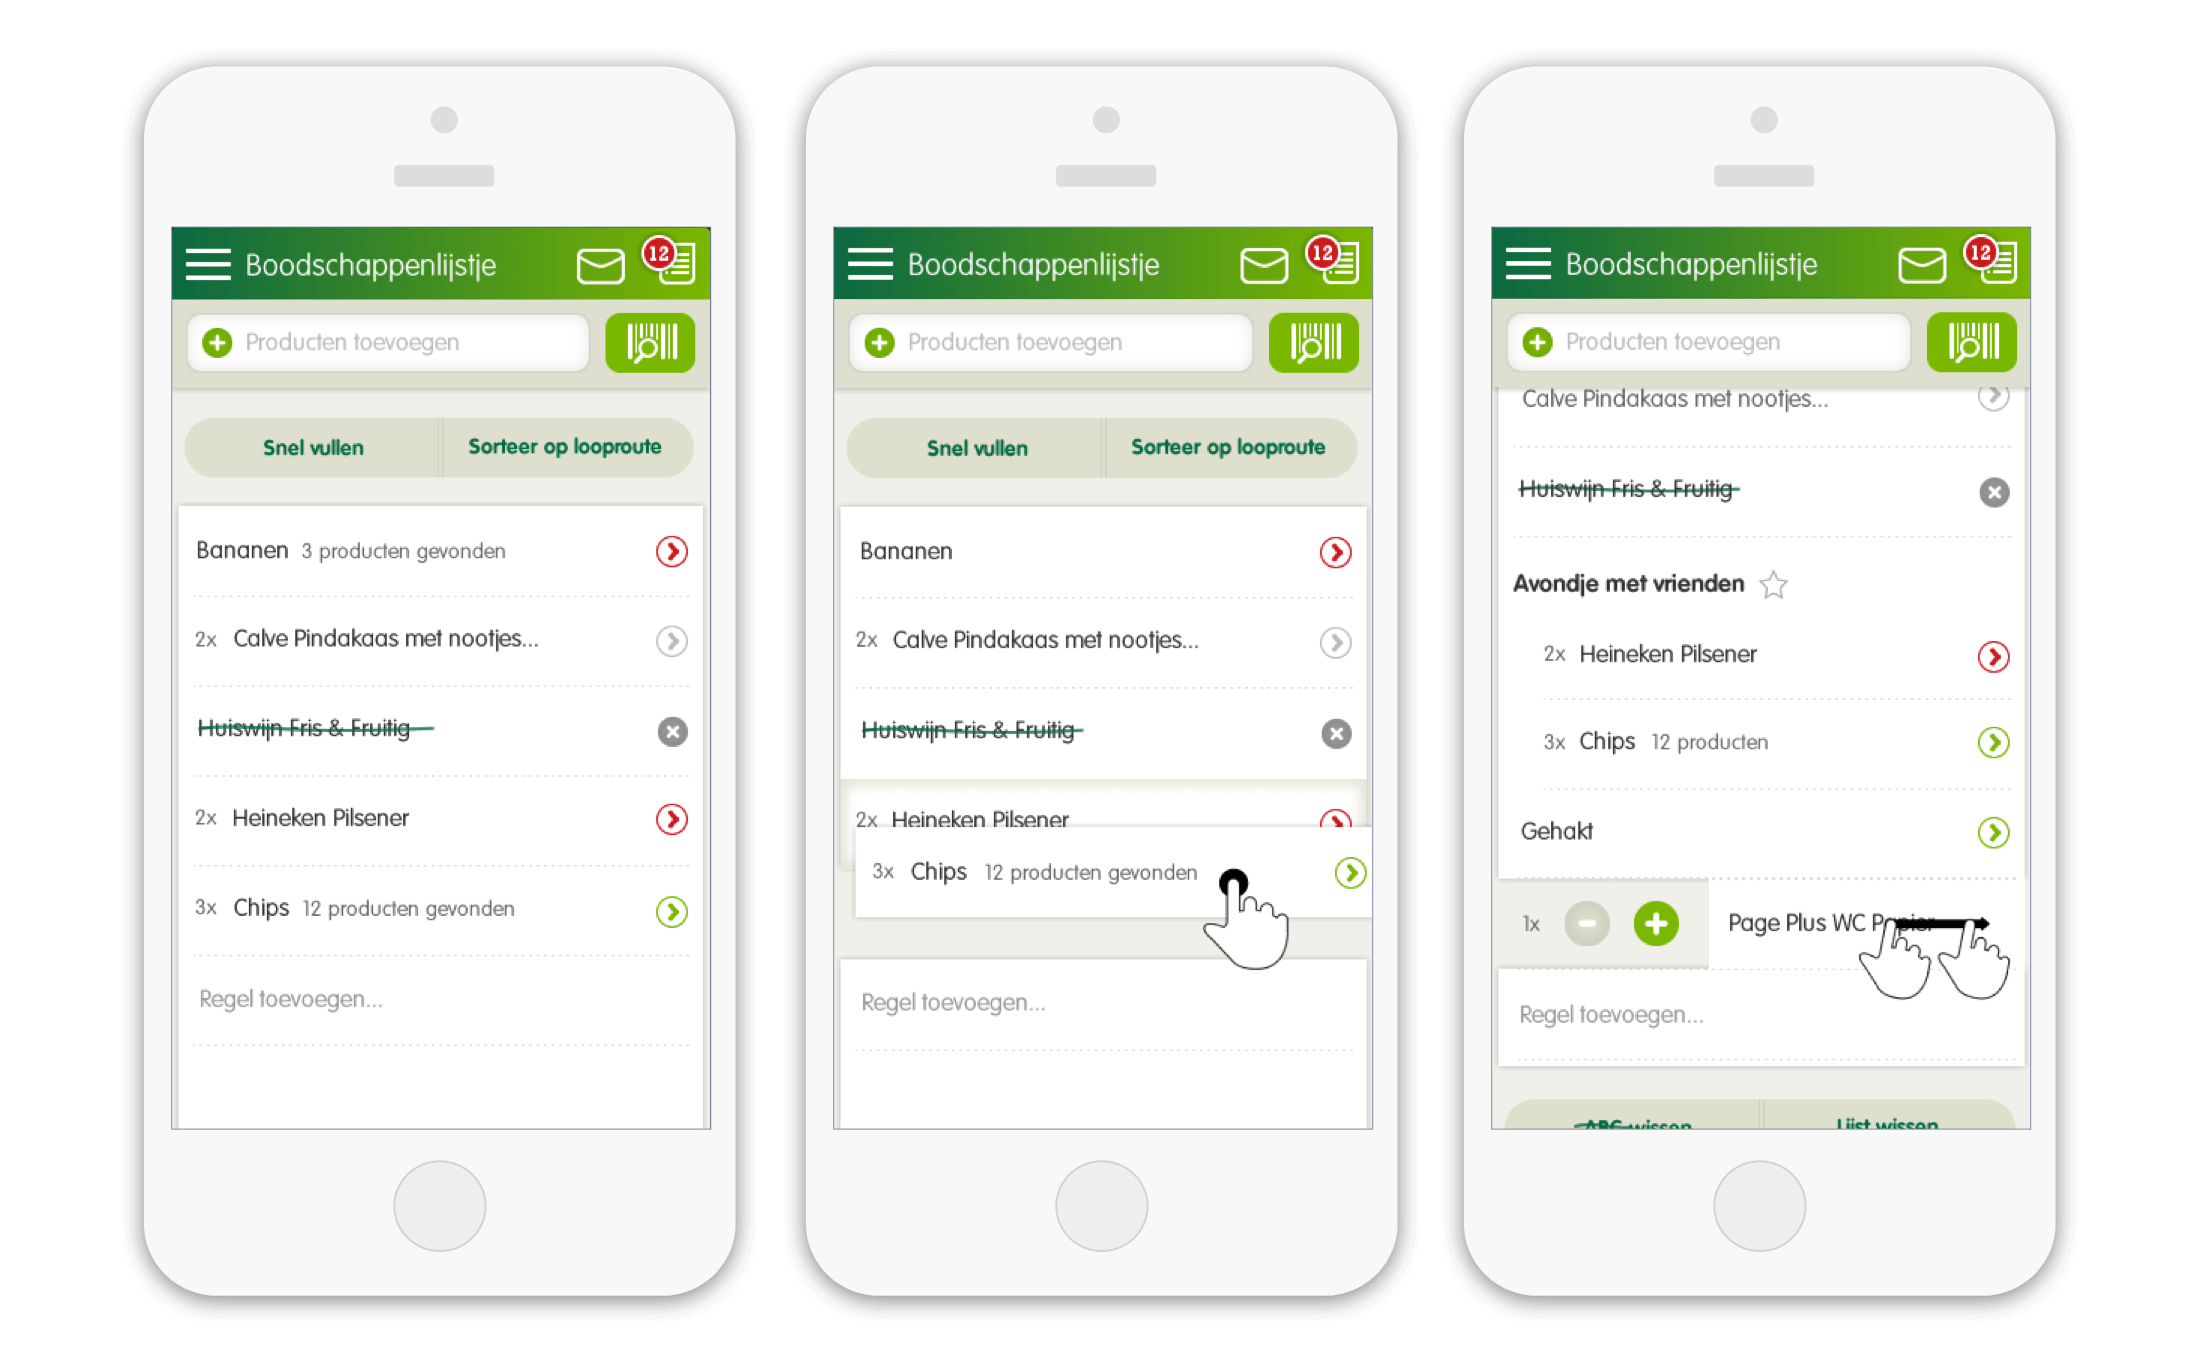 Boodschappenlijstje 12
Producten toevoegen
Snel vullen Sorteer op looproute
Bananen 3 producten gevonden
2x Calve Pindakaas met nootjes...
Huiswijn Fris & Fruitig
2x Heineken Pilsener
3x Chips 12 producten gevonden
Regel toevoegen...
Boodschappenlijstje 12
Producten toevoegen
Snel vullen Sorteer op looproute
Bananen
2x Calve Pindakaas met nootjes...
Huiswijn Fris & Fruitig
2x Heineken Pilsener
3x Chips 12 producten gevonden
Regel toevoegen...
Boodschappenlijstje 12
Producten toevoegen
Calve Pindakaas met nootjes...
Huiswijn Fris & Fruitig
Avondje met vrienden
2x Heineken Pilsener
3x Chips 12 producten
Gehakt
1x Page Plus WC Papier
Regel toevoegen...
ABC wissen Lijst wissen